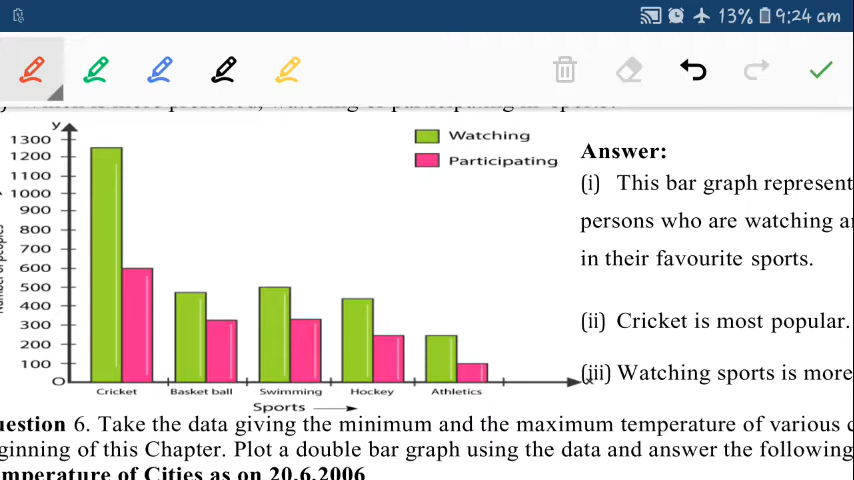 13% 9:24 am
y
1300
1200
1100
1000
900
800
700
600
500
400
300
200
100
O
Watching
Participating
Cricket Basket ball Swimming Hockey Athletics
x
Sports
Answer:
(i) This bar graph represent
persons who are watching
in their favourite sports.
(ii) Cricket is most popular.
(iii) Watching sports is more
uestion 6. Take the data giving the minimum and the maximum temperature of various
ginning of this Chapter. Plot a double bar graph using the data and answer the following
mperature of Cities as on 20.6.2006